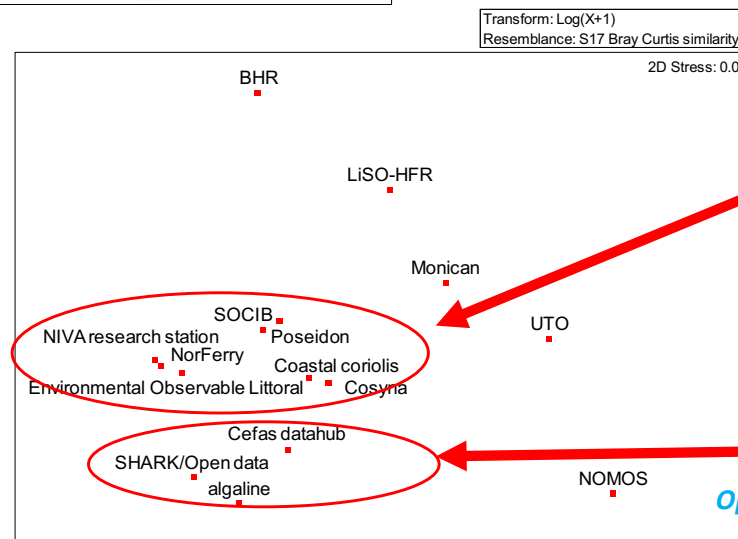 Transform: Log(X+1)
Resemblance: S17 Bray Curtis similarity
2D Stress: 0.0
BHR
LiSO-HFR
Monican
UTO
SOCIB
NIVA research station
Poseidon
NorFerry
Coastal coriolis
Environmental Observable Littoral
Cosyna
Cefas datahub
SHARK/Open data
algaline
NOMOS